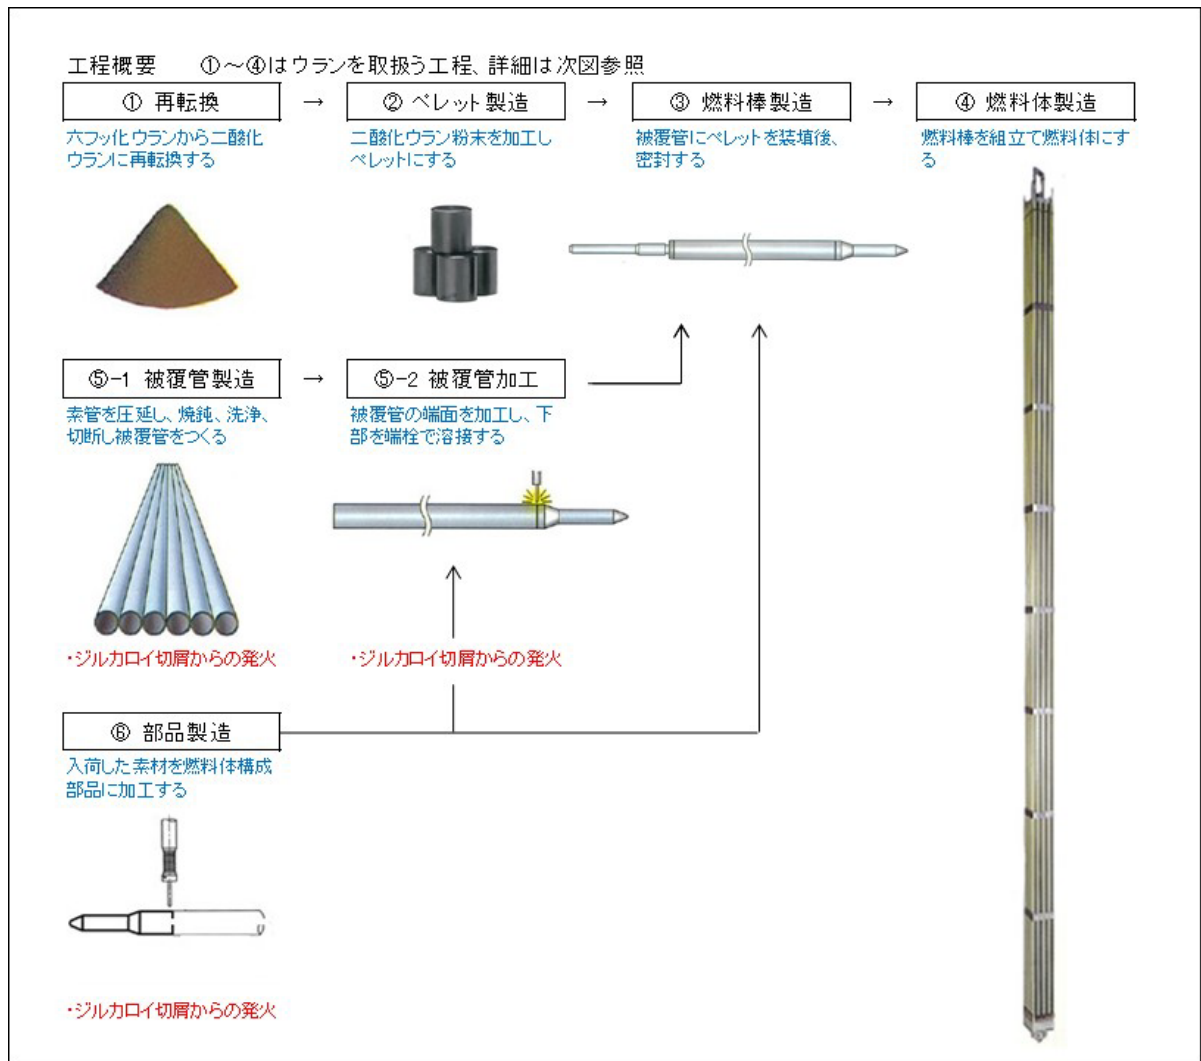 工程概要　①～④はウランを取扱う工程、詳細は次図参照
① 再転換 → ② ペレット製造 → ③ 燃料棒製造 → ④ 燃料体製造
六フッ化ウランから二酸化
ウランに再転換する
二酸化ウラン粉末を加工し
ペレットにする
被覆管にペレットを装填後、
密封する
燃料棒を組立て燃料体にす
る
⑤-1 被覆管製造 → ⑤-2 被覆管加工
素管を圧延し、焼鈍、洗浄、
切断し被覆管をつくる
被覆管の端面を加工し、下
部を端栓で溶接する
・ジルカロイ切屑からの発火
・ジルカロイ切屑からの発火
⑥ 部品製造
入荷した素材を燃料体構成
部品に加工する
・ジルカロイ切屑からの発火